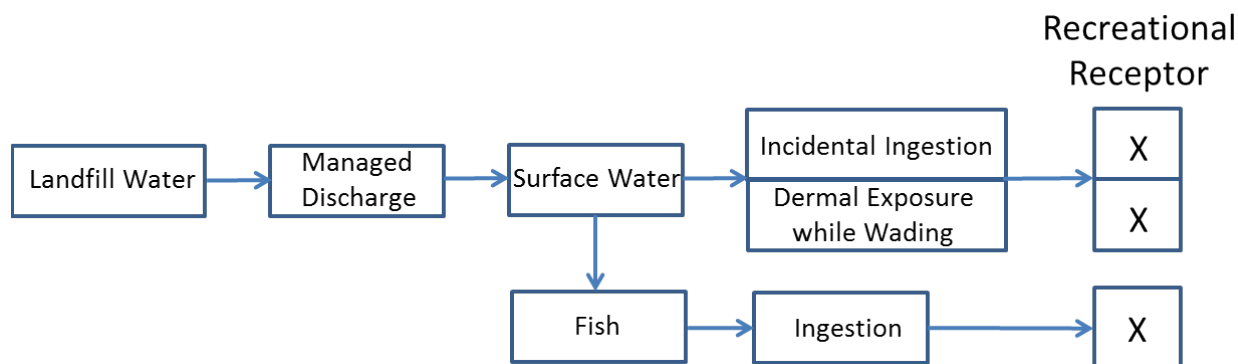 Recreational
Receptor
Landfill Water
Managed
Discharge
Surface Water
Incidental Ingestion
Dermal Exposure
while Wading
X
X
Fish
Ingestion
X